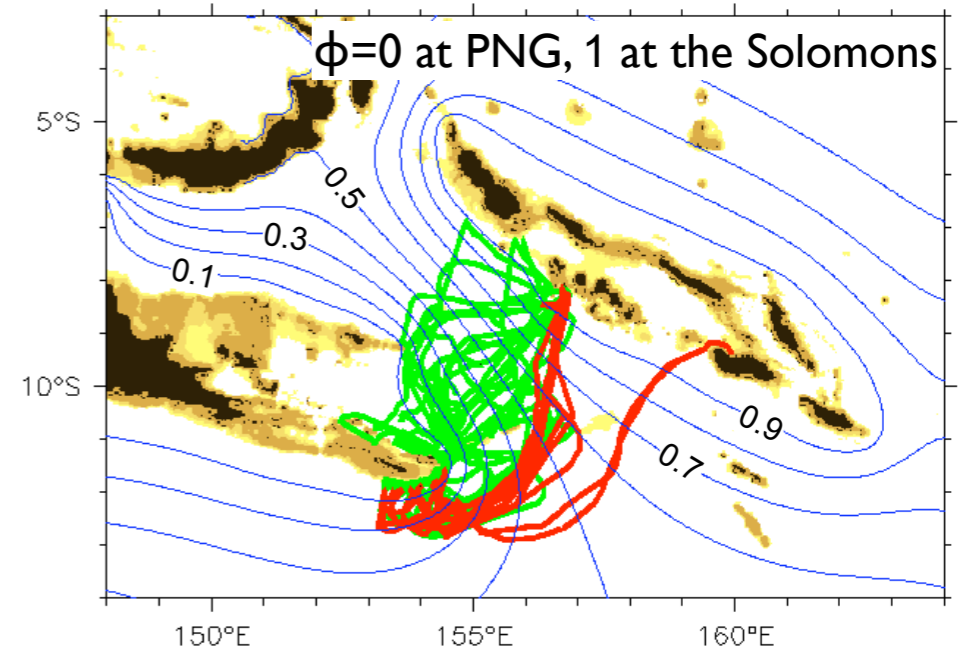 ϕ=0 at PNG, 1 at the Solomons
5°S
0.5
0.3
0.1
10°S
0.9
0.7
150°E
155°E
160°E